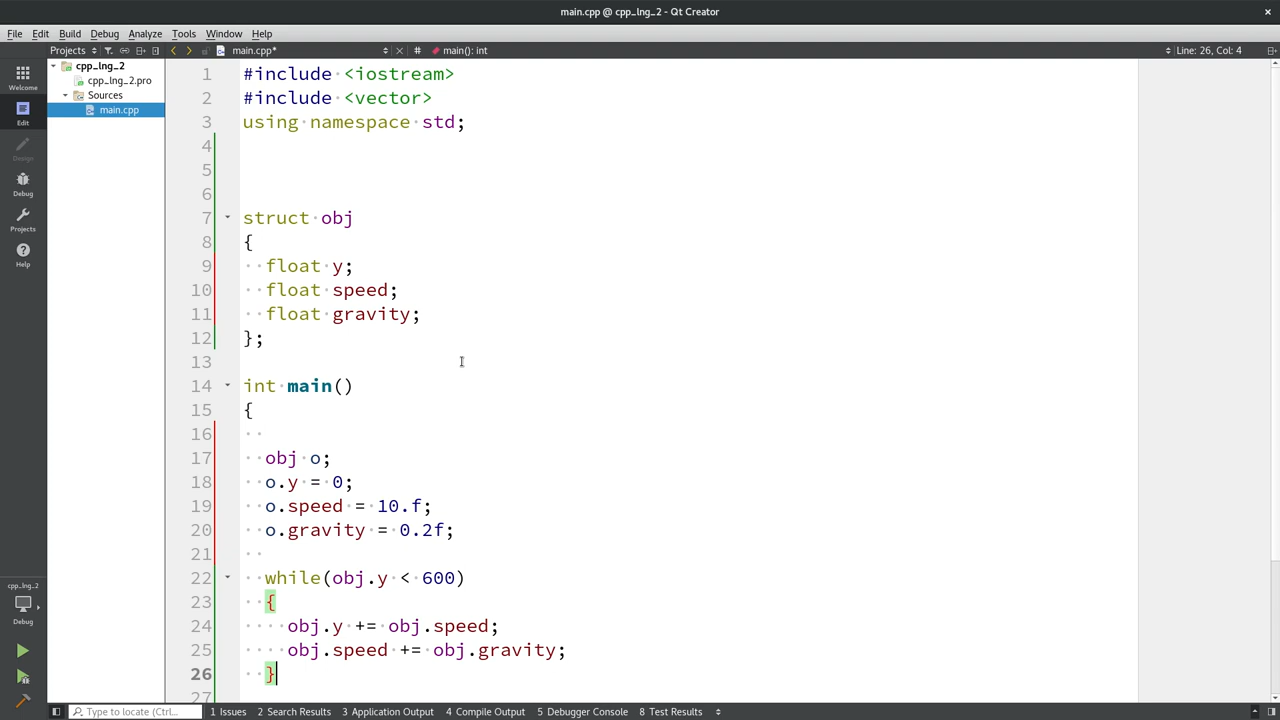 main.cpp @ cpp_lng_2 - Qt Creator
File Edit Build Debug Analyze Tools Window Help
Projects main.cpp* # main(): int Line: 26, Col: 4
cpp_lng_2
cpp_lng_2.pro
Sources
main.cpp
Welcome
Edit
Design
Debug
Projects
Help
cpp_lng_2
Debug
1 #include <iostream>
2 #include <vector>
3 using namespace std;
4
5
6
7 struct obj
8 {
9 float y;
10 float speed;
11 float gravity;
12 };
13
14 int main()
15 {
16
17 obj o;
18 o.y = 0;
19 o.speed = 10.f;
20 o.gravity = 0.2f;
21
22 while(obj.y < 600)
23 {
24 obj.y += obj.speed;
25 obj.speed += obj.gravity;
26 }
27
Type to locate (Ctrl... 1 Issues 2 Search Results 3 Application Output 4 Compile Output 5 Debugger Console 8 Test Results